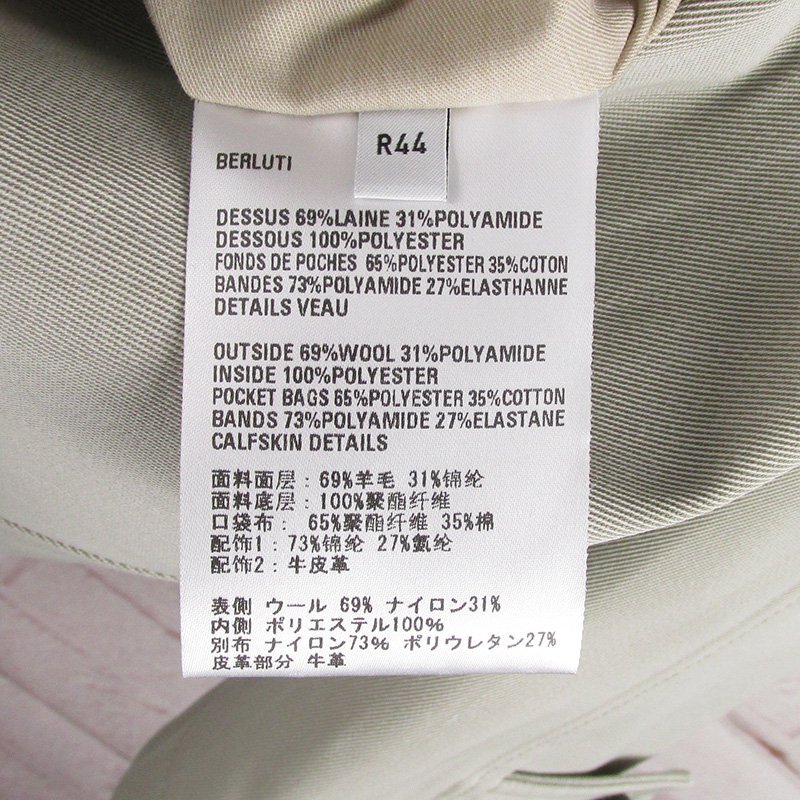 BERLUTI
R44
DESSUS 69%LAINE 31%POLYAMIDE
DESSOUS 100%POLYESTER
FONDS DE POCHES 65%POLYESTER 35%COTON
BANDES 73%POLYAMIDE 27%ELASTHANNE
DETAILS VEAU
OUTSIDE 69%WOOL 31%POLYAMIDE
INSIDE 100%POLYESTER
POCKET BAGS 65%POLYESTER 35%COTTON
BANDS 73%POLYAMIDE 27%ELASTANE
CALFSKIN DETAILS
面料面层：69%羊毛 31%锦纶
面料底层：100%聚酯纤维
口袋布： 65%聚酯纤维 35%棉
配饰1：73%锦纶 27%氨纶
配饰2：牛皮革
表側 ウール 69% ナイロン31%
内側 ポリエステル100%
別布 ナイロン73% ポリウレタン27%
皮革部分 牛革